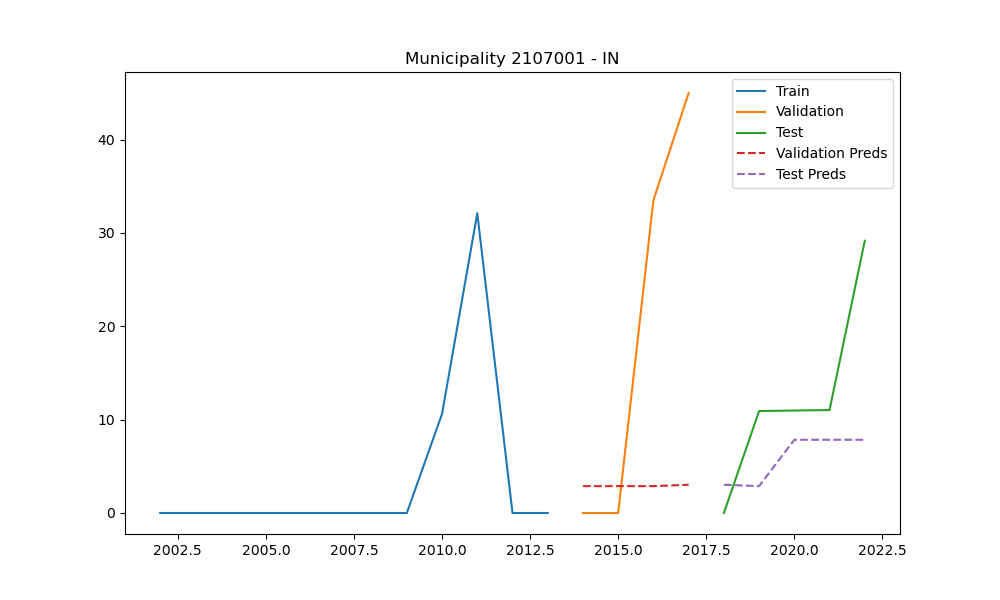 Municipality 2107001 - IN
Train
Validation
Test
Validation Preds
Test Preds
40
30
20
10
0
2002.5 2005.0 2007.5 2010.0 2012.5 2015.0 2017.5 2020.0 2022.5